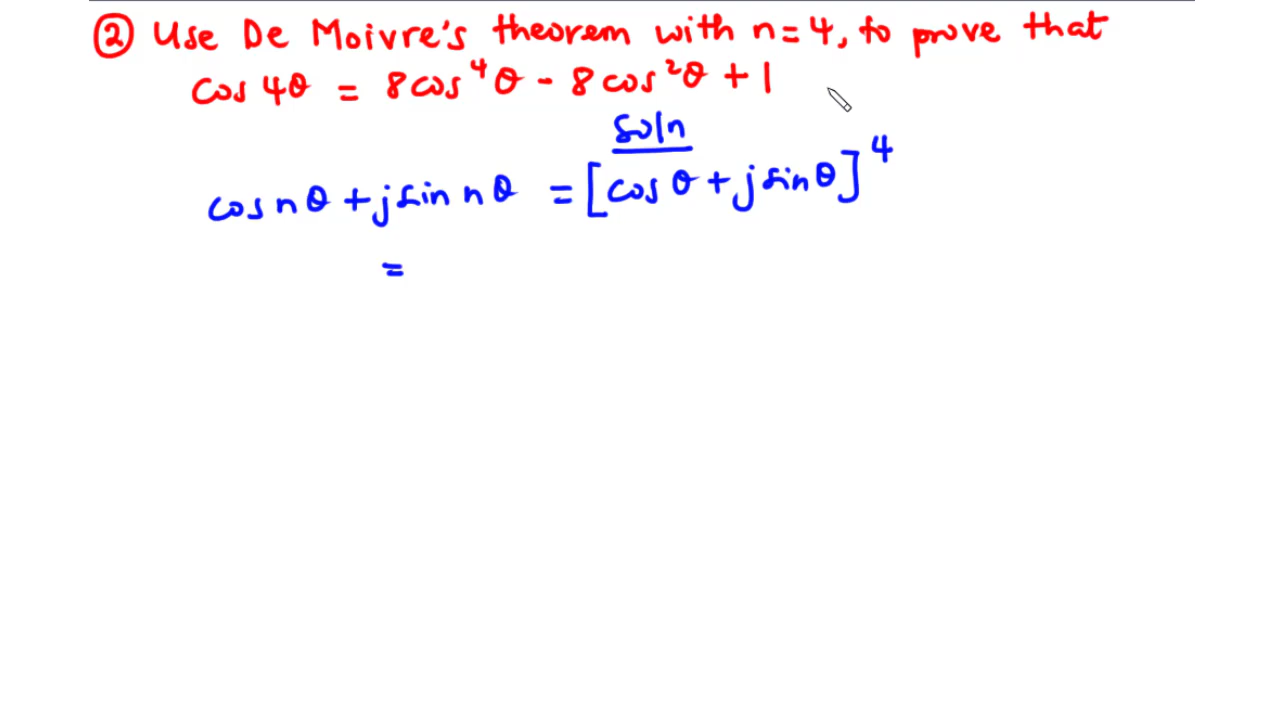 ② Use De Moivre's theorem with n=4, to prove that
cos 4θ = 8cos⁴θ - 8cos²θ + 1
soln
cos nθ + j sin nθ = [cos θ + j sin θ]⁴
=